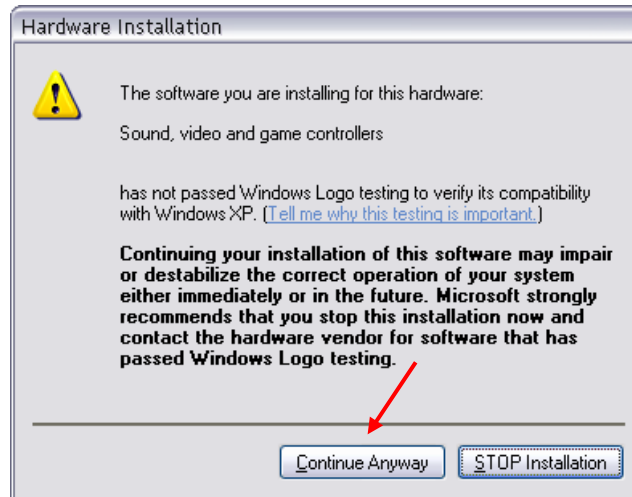 Hardware Installation
The software you are installing for this hardware:
Sound, video and game controllers
has not passed Windows Logo testing to verify its compatibility
with Windows XP. (Tell me why this testing is important.)
Continuing your installation of this software may impair
or destabilize the correct operation of your system
either immediately or in the future. Microsoft strongly
recommends that you stop this installation now and
contact the hardware vendor for software that has
passed Windows Logo testing.
Continue Anyway
STOP Installation